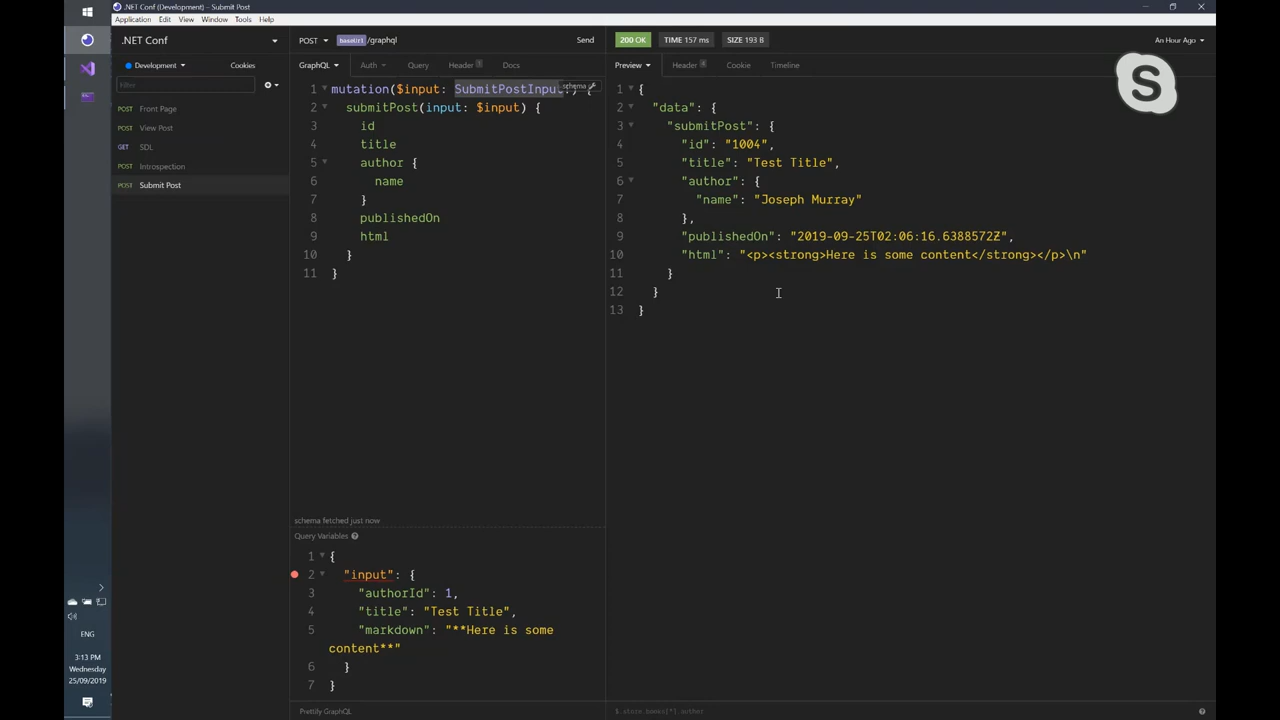 .NET Conf (Development) - Submit Post
Application Edit View Window Tools Help
.NET Conf
Development Cookies
Filter
POST Front Page
POST View Post
GET SDL
POST Introspection
POST Submit Post
POST /graphql Send
GraphQL Auth Query Header 1 Docs
schema
1 mutation($input: SubmitPostInput!) {
2 submitPost(input: $input) {
3 id
4 title
5 author {
6 name
7 }
8 publishedOn
9 html
10 }
11 }
schema fetched just now
Query Variables
1 {
2 "input": {
3 "authorId": 1,
4 "title": "Test Title",
5 "markdown": "**Here is some
content**"
6 }
7 }
Prettify GraphQL
200 OK TIME 157 ms SIZE 193 B An Hour Ago
Preview Header 4 Cookie Timeline
1 {
2 "data": {
3 "submitPost": {
4 "id": "1004",
5 "title": "Test Title",
6 "author": {
7 "name": "Joseph Murray"
8 },
9 "publishedOn": "2019-09-25T02:06:16.6388572Z",
10 "html": "<p><strong>Here is some content</strong></p>\n"
11 }
12 }
13 }
$.store.books[*].author
S
ENG
3:13 PM
Wednesday
25/09/2019